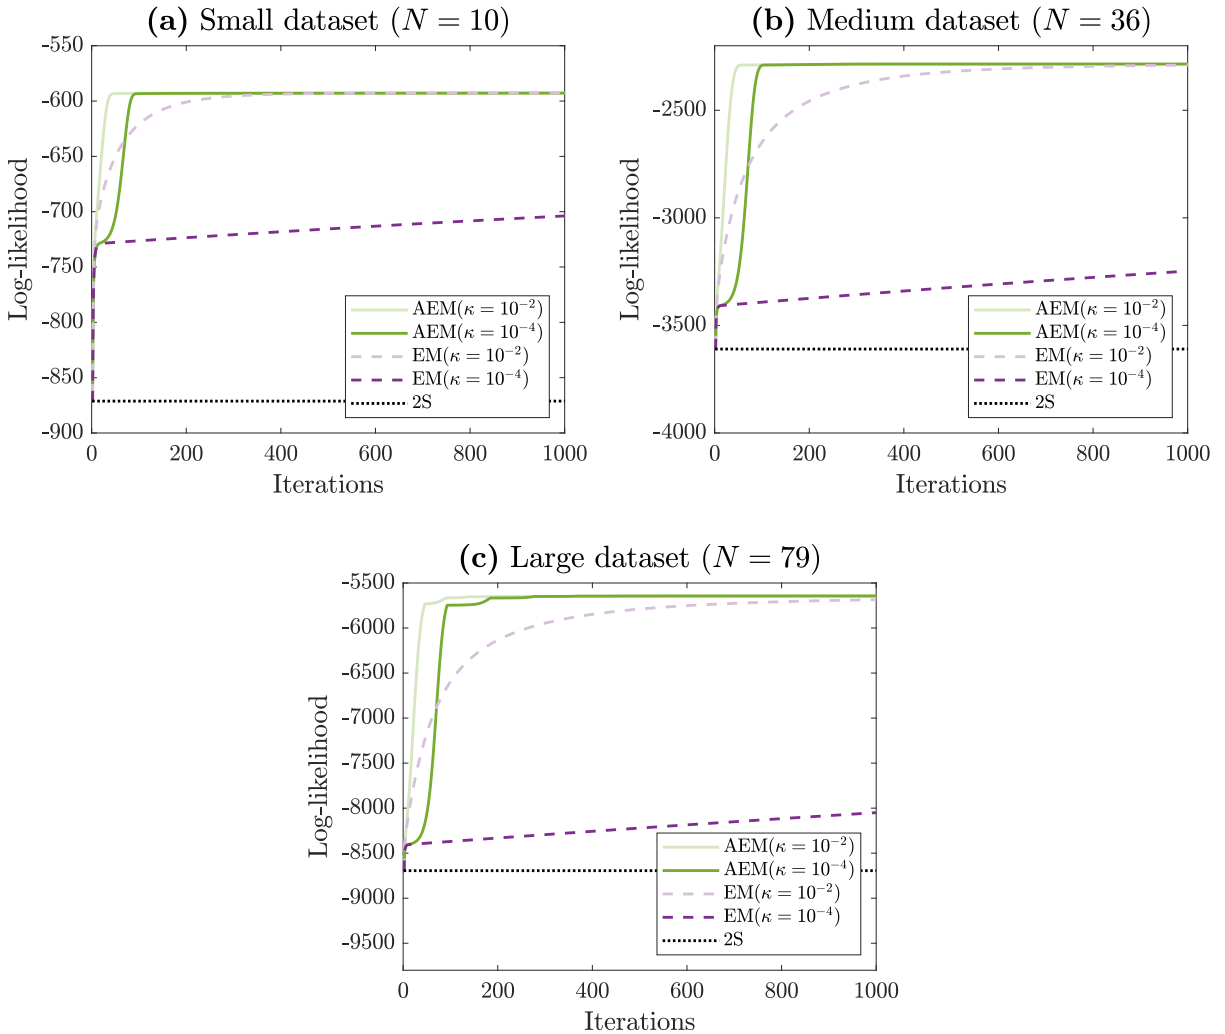 (a) Small dataset (N = 10)
-550
-600
-650
-700
-750
-800
-850
-900
Log-likelihood
0 200 400 600 800 1000
Iterations
AEM(κ = 10⁻²)
AEM(κ = 10⁻⁴)
EM(κ = 10⁻²)
EM(κ = 10⁻⁴)
2S
(b) Medium dataset (N = 36)
-2500
-3000
-3500
-4000
Log-likelihood
0 200 400 600 800 1000
Iterations
AEM(κ = 10⁻²)
AEM(κ = 10⁻⁴)
EM(κ = 10⁻²)
EM(κ = 10⁻⁴)
2S
(c) Large dataset (N = 79)
-5500
-6000
-6500
-7000
-7500
-8000
-8500
-9000
-9500
Log-likelihood
0 200 400 600 800 1000
Iterations
AEM(κ = 10⁻²)
AEM(κ = 10⁻⁴)
EM(κ = 10⁻²)
EM(κ = 10⁻⁴)
2S